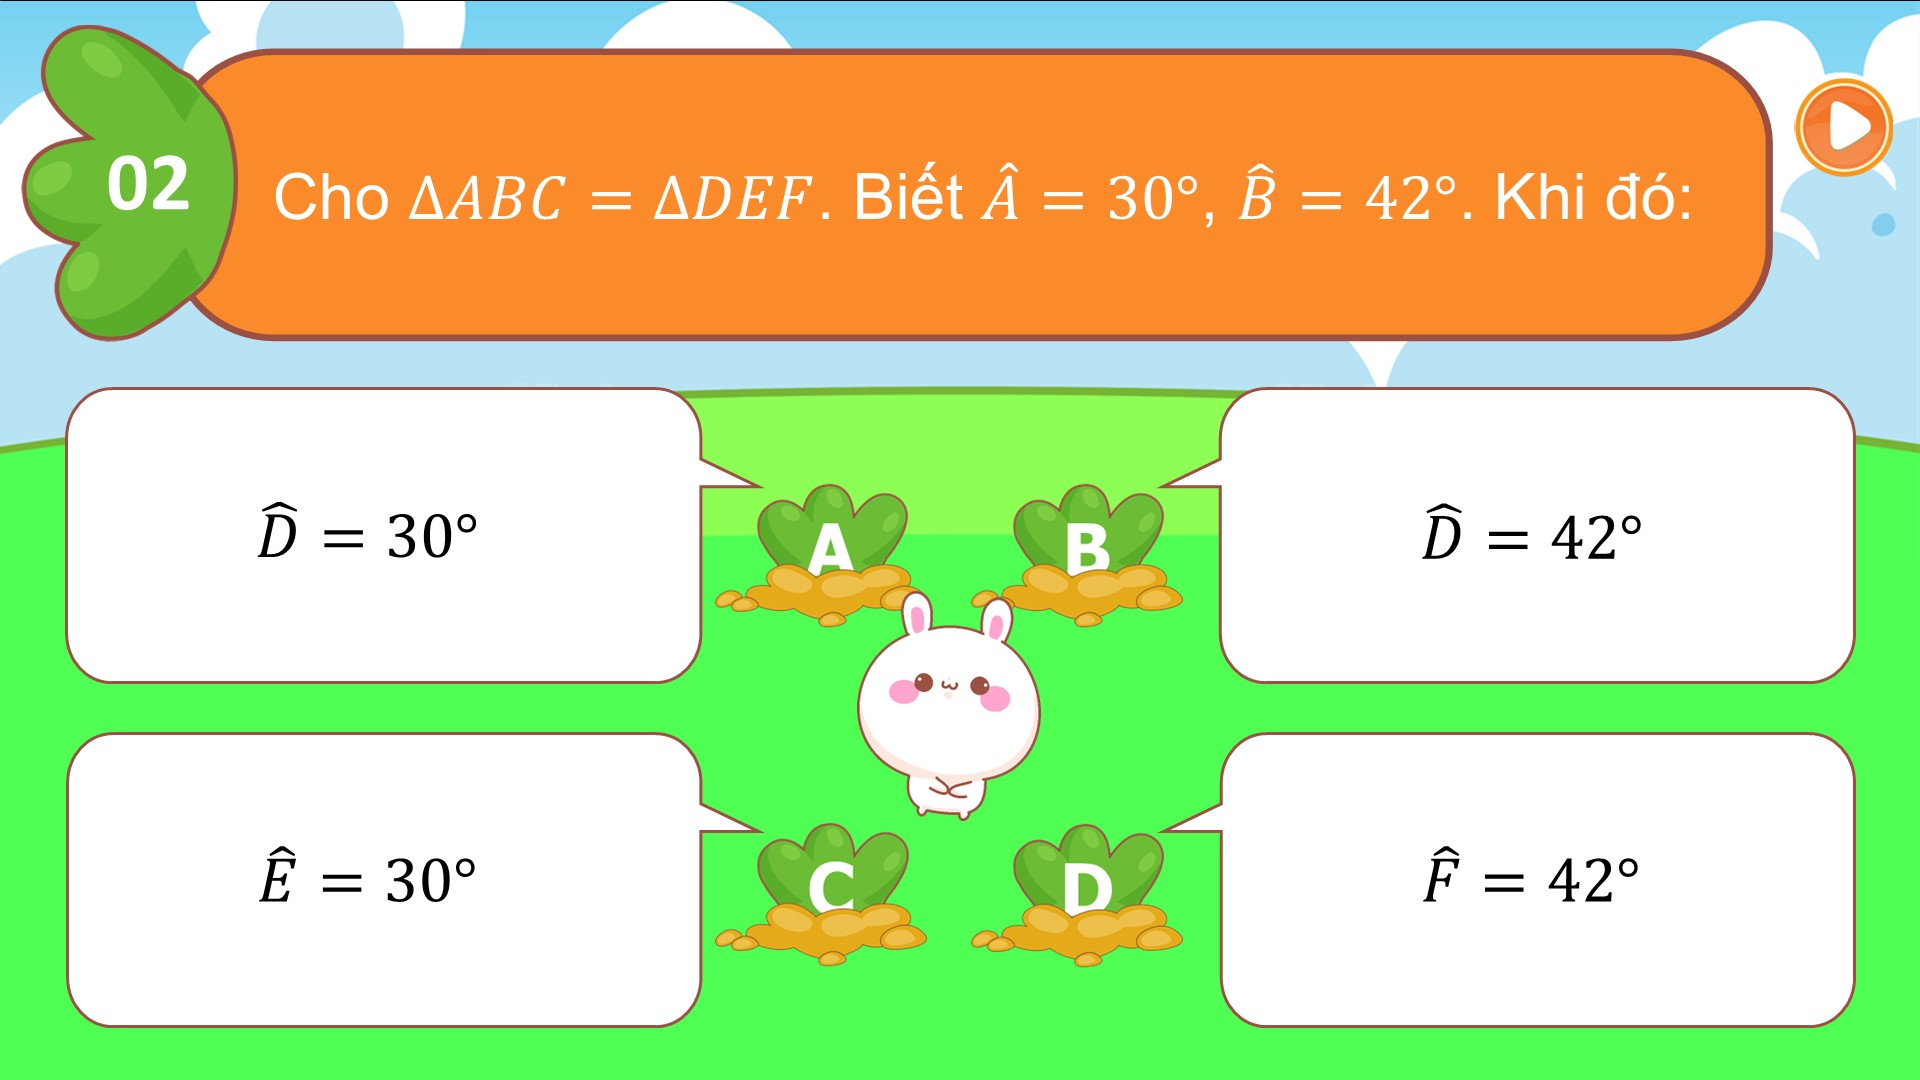 02
Cho ΔABC = ΔDEF. Biết Â = 30°, B̂ = 42°. Khi đó:
D̂ = 30°
A
B
D̂ = 42°
Ê = 30°
C
D
F̂ = 42°